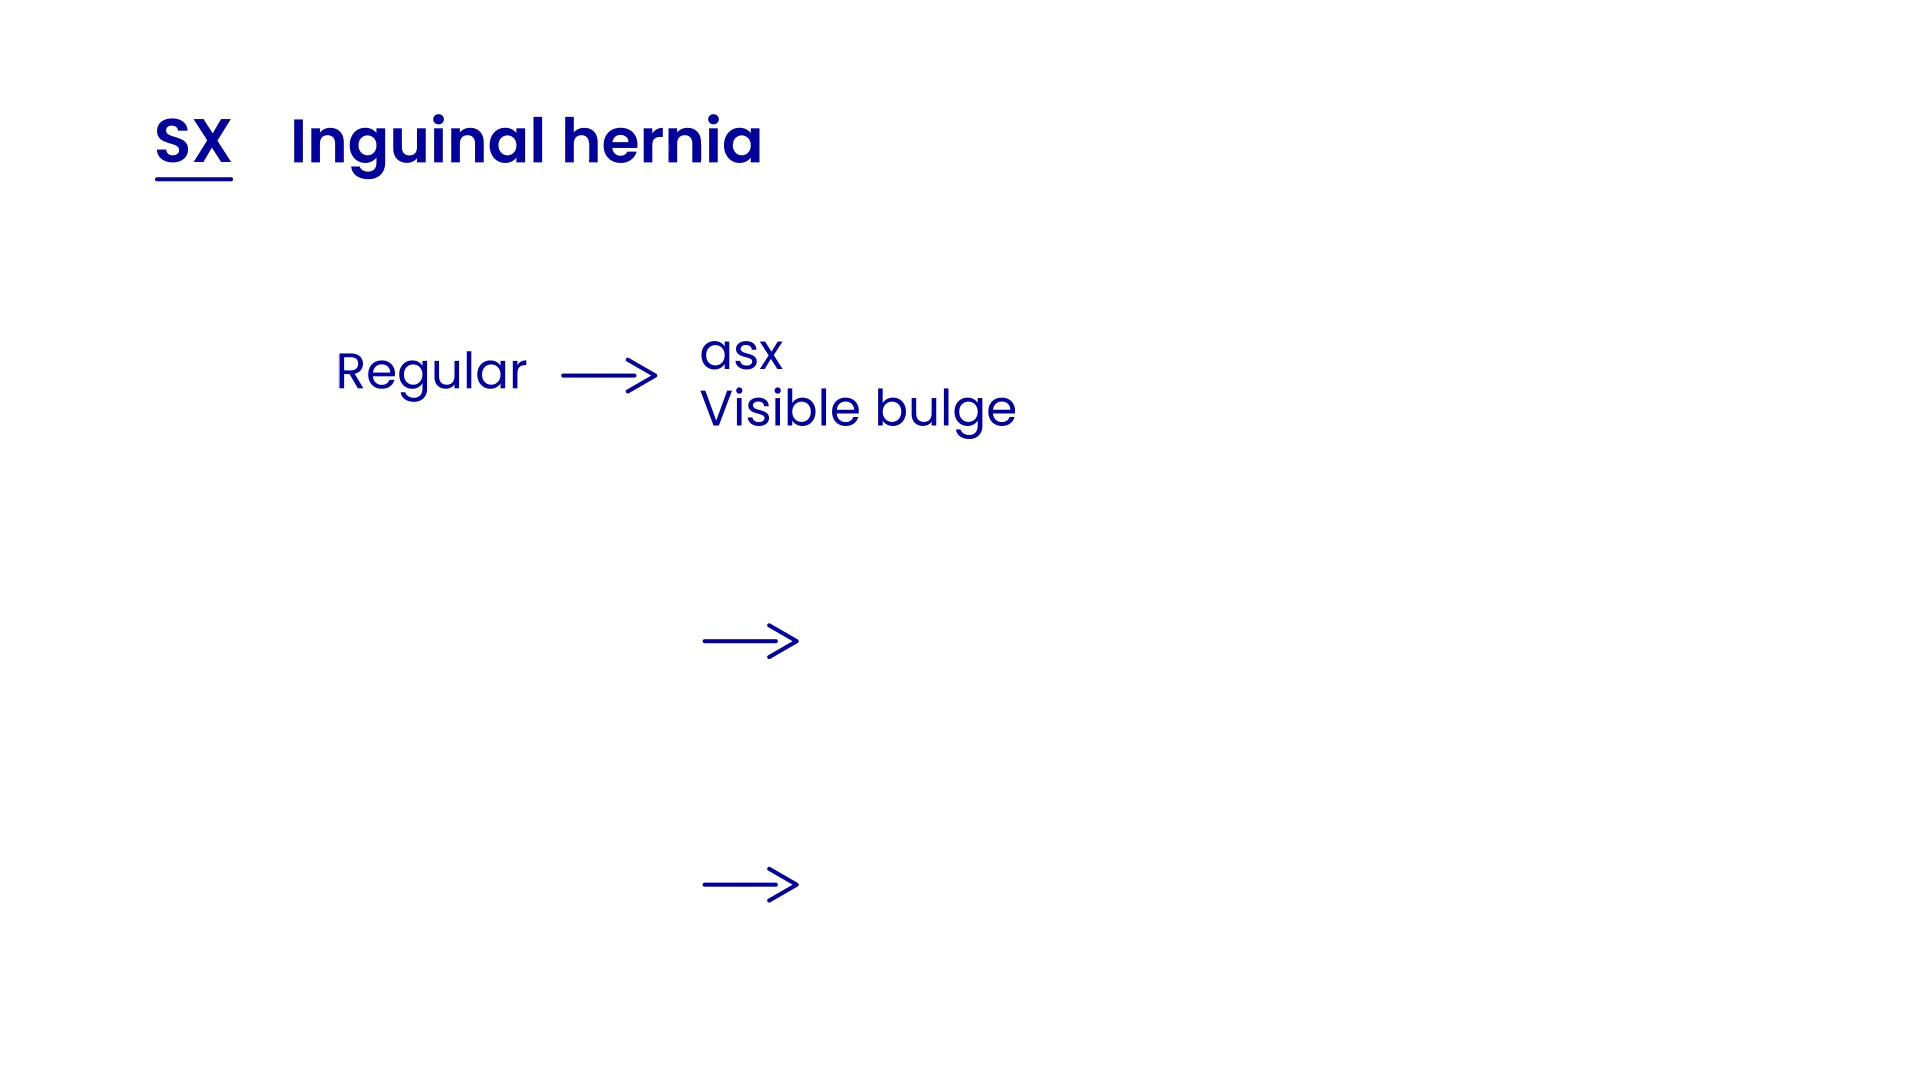 SX Inguinal hernia
Regular → asx
Visible bulge
→
→